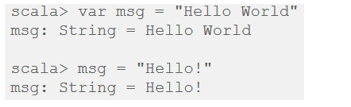 scala> var msg = "Hello World"
msg: String = Hello World
scala> msg = "Hello!"
msg: String = Hello!